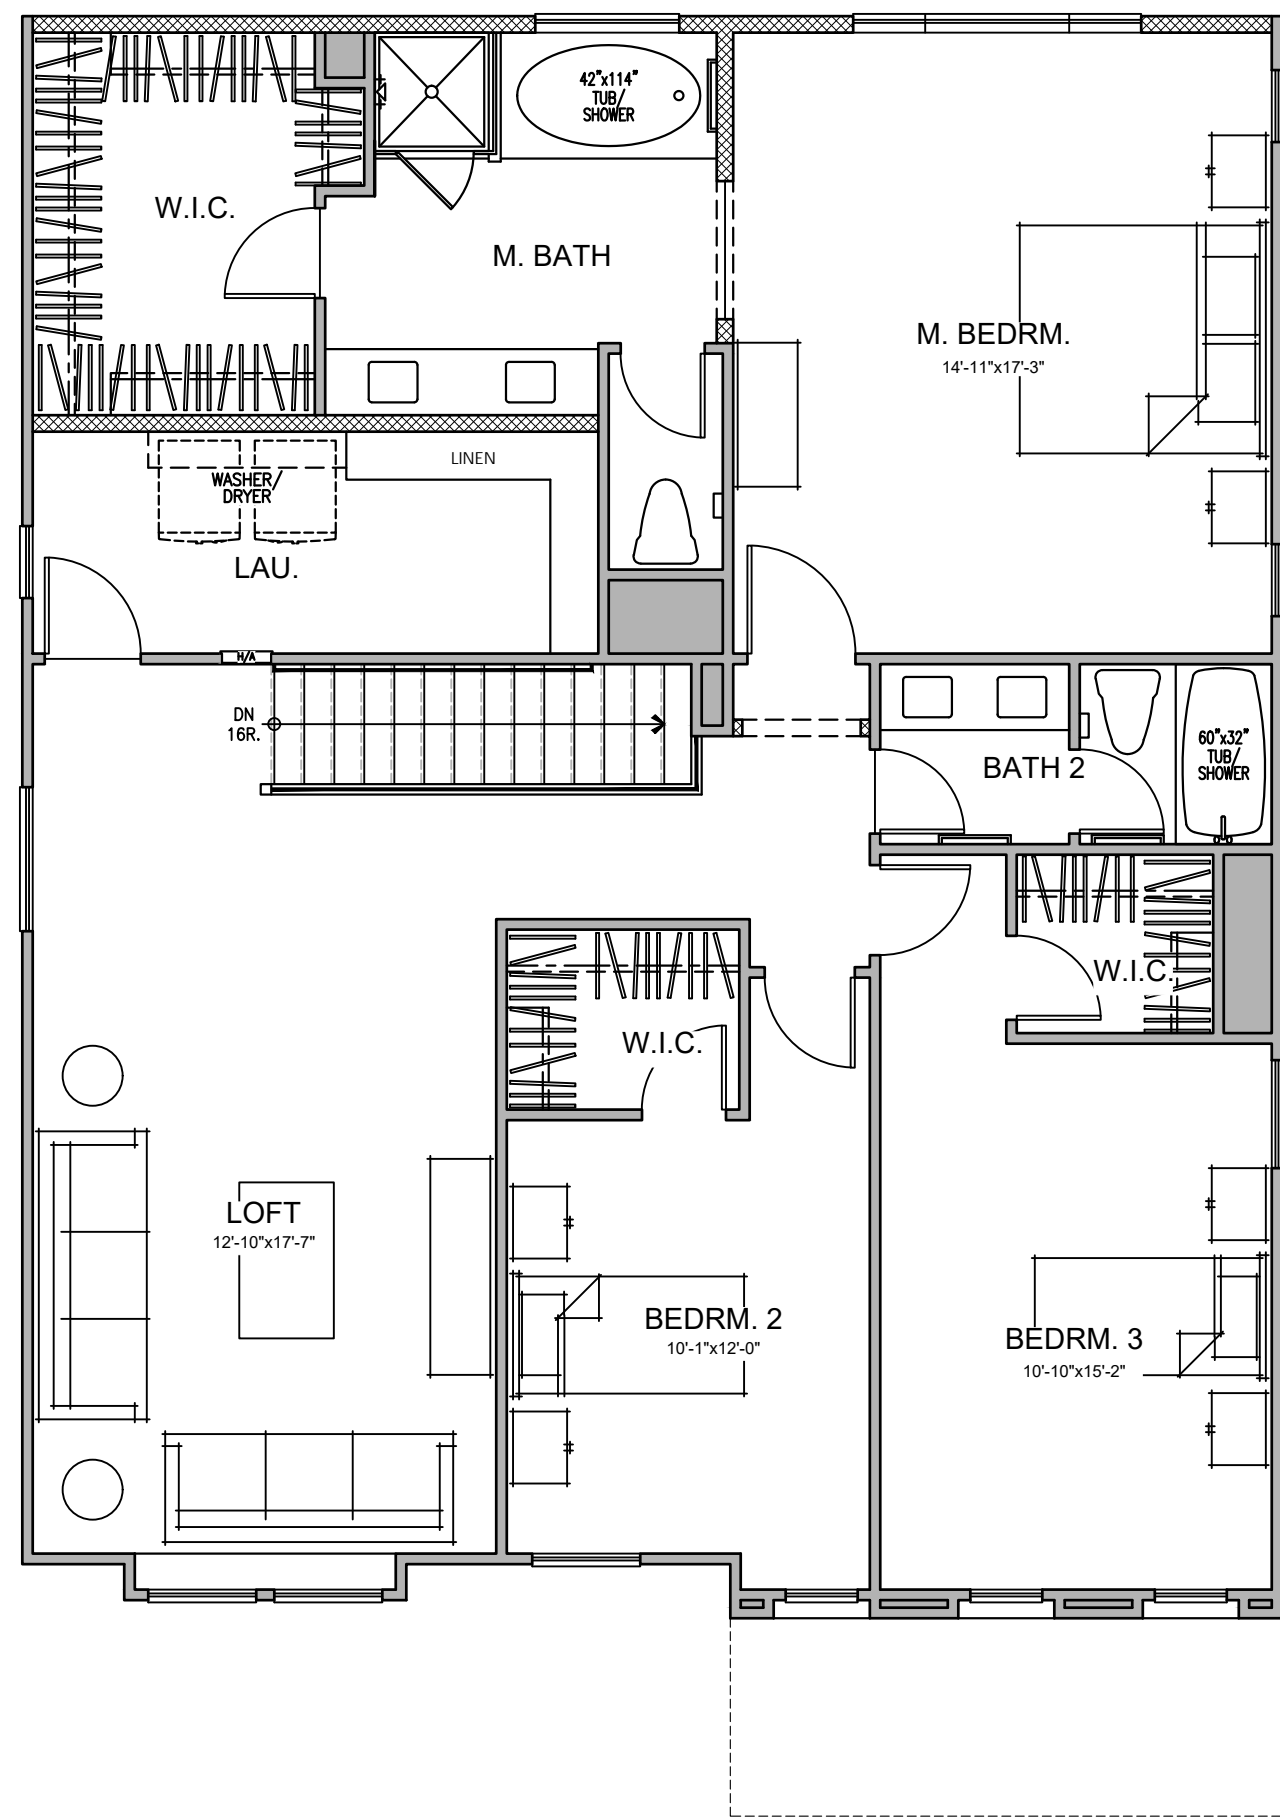 42"x114"
TUB/
SHOWER
W.I.C.
M. BATH
M. BEDRM.
14'-11"x17'-3"
LINEN
WASHER/
DRYER
LAU.
H/A
DN
16R.
60"x32"
TUB/
SHOWER
BATH 2
W.I.C.
W.I.C.
LOFT
12'-10"x17'-7"
BEDRM. 2
10'-1"x12'-0"
BEDRM. 3
10'-10"x15'-2"